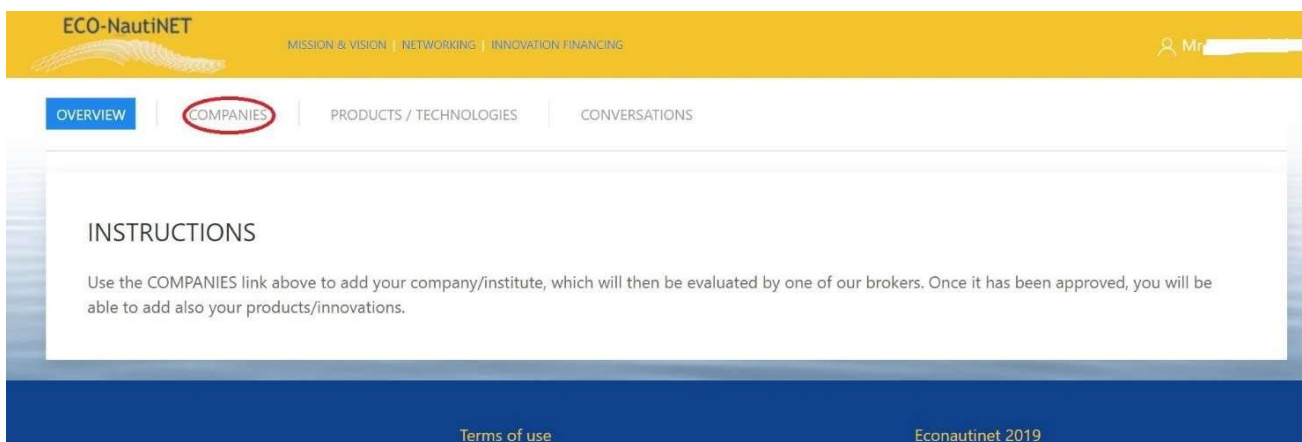 ECO-NautiNET
MISSION & VISION | NETWORKING | INNOVATION FINANCING
Mr
OVERVIEW
COMPANIES
PRODUCTS / TECHNOLOGIES
CONVERSATIONS
INSTRUCTIONS
Use the COMPANIES link above to add your company/institute, which will then be evaluated by one of our brokers. Once it has been approved, you will be
able to add also your products/innovations.
Terms of use
Econautinet 2019